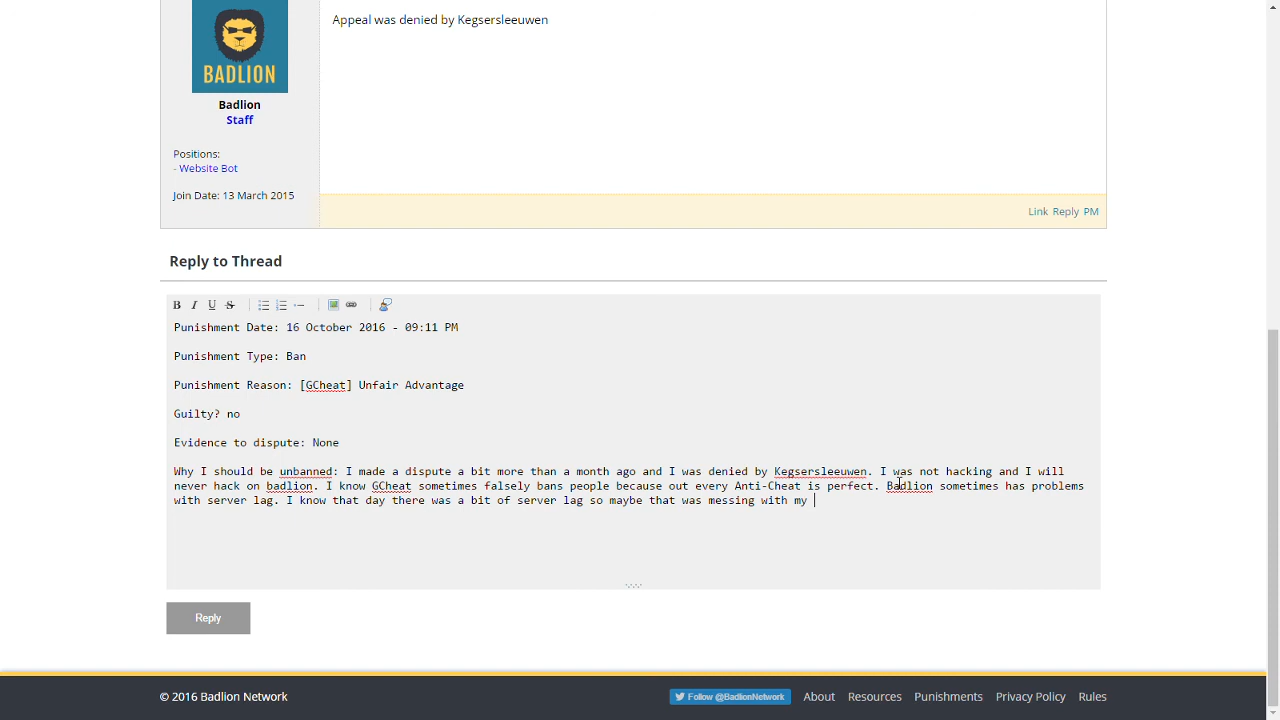 Appeal was denied by Kegsersleeuwen
BADLION
Badlion
Staff
Positions:
- Website Bot
Join Date: 13 March 2015
Link Reply PM
Reply to Thread
B I U S
Punishment Date: 16 October 2016 - 09:11 PM
Punishment Type: Ban
Punishment Reason: [GCheat] Unfair Advantage
Guilty? no
Evidence to dispute: None
Why I should be unbanned: I made a dispute a bit more than a month ago and I was denied by Kegsersleeuwen. I was not hacking and I will
never hack on badlion. I know GCheat sometimes falsely bans people because out every Anti-Cheat is perfect. Badlion sometimes has problems
with server lag. I know that day there was a bit of server lag so maybe that was messing with my
Reply
© 2016 Badlion Network
Follow @BadlionNetwork About Resources Punishments Privacy Policy Rules